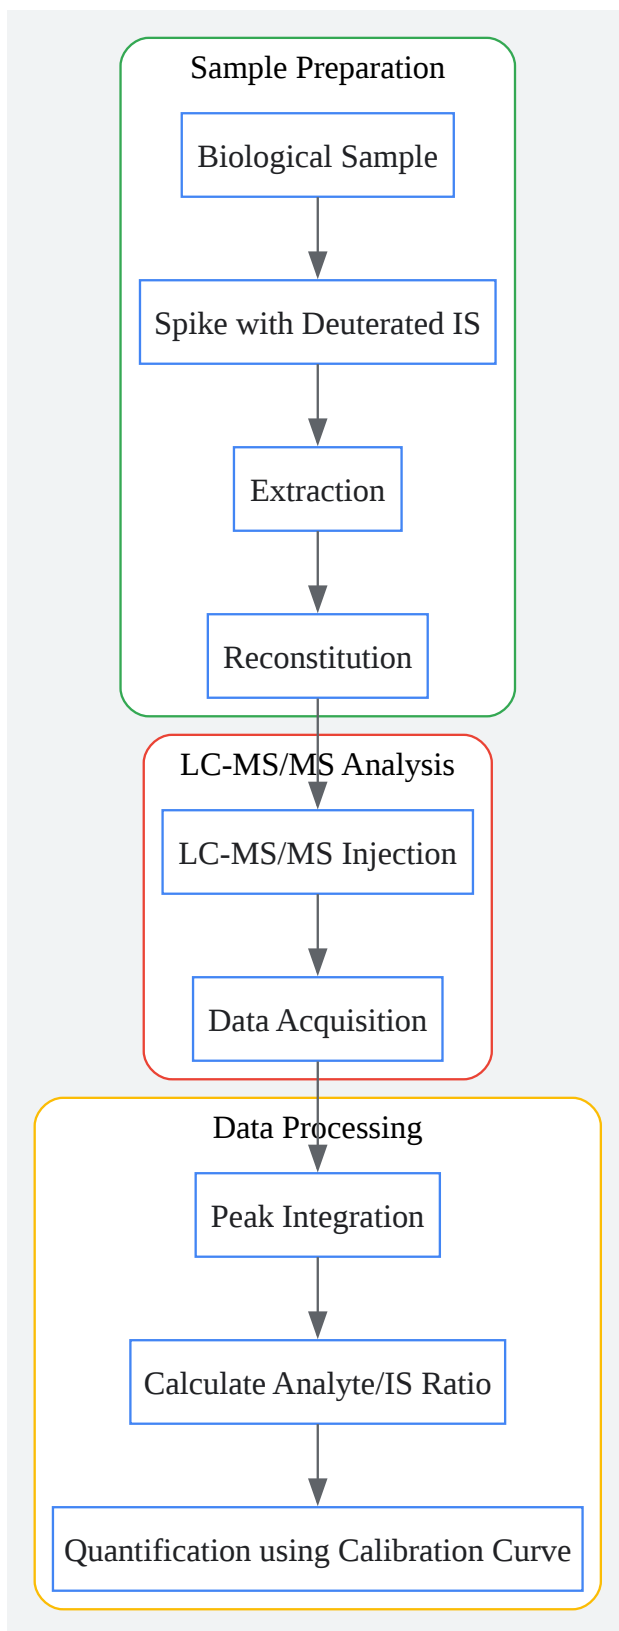 Sample Preparation
Biological Sample
Spike with Deuterated IS
Extraction
Reconstitution
LC-MS/MS Analysis
LC-MS/MS Injection
Data Acquisition
Data Processing
Peak Integration
Calculate Analyte/IS Ratio
Quantification using Calibration Curve